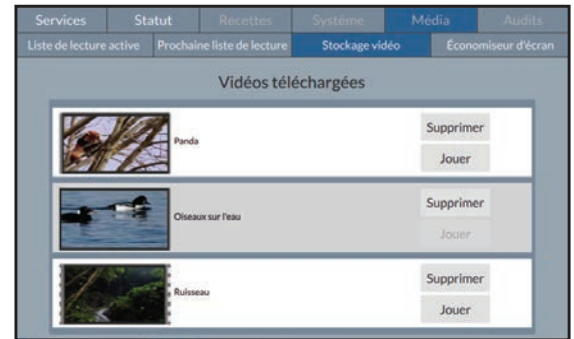 Services Statut Recettes Système Média Audits
Liste de lecture active Prochaine liste de lecture Stockage vidéo Économiseur d'écran
Vidéos téléchargées
Panda
Supprimer
Jouer
Oiseaux sur l'eau
Supprimer
Jouer
Ruisseau
Supprimer
Jouer